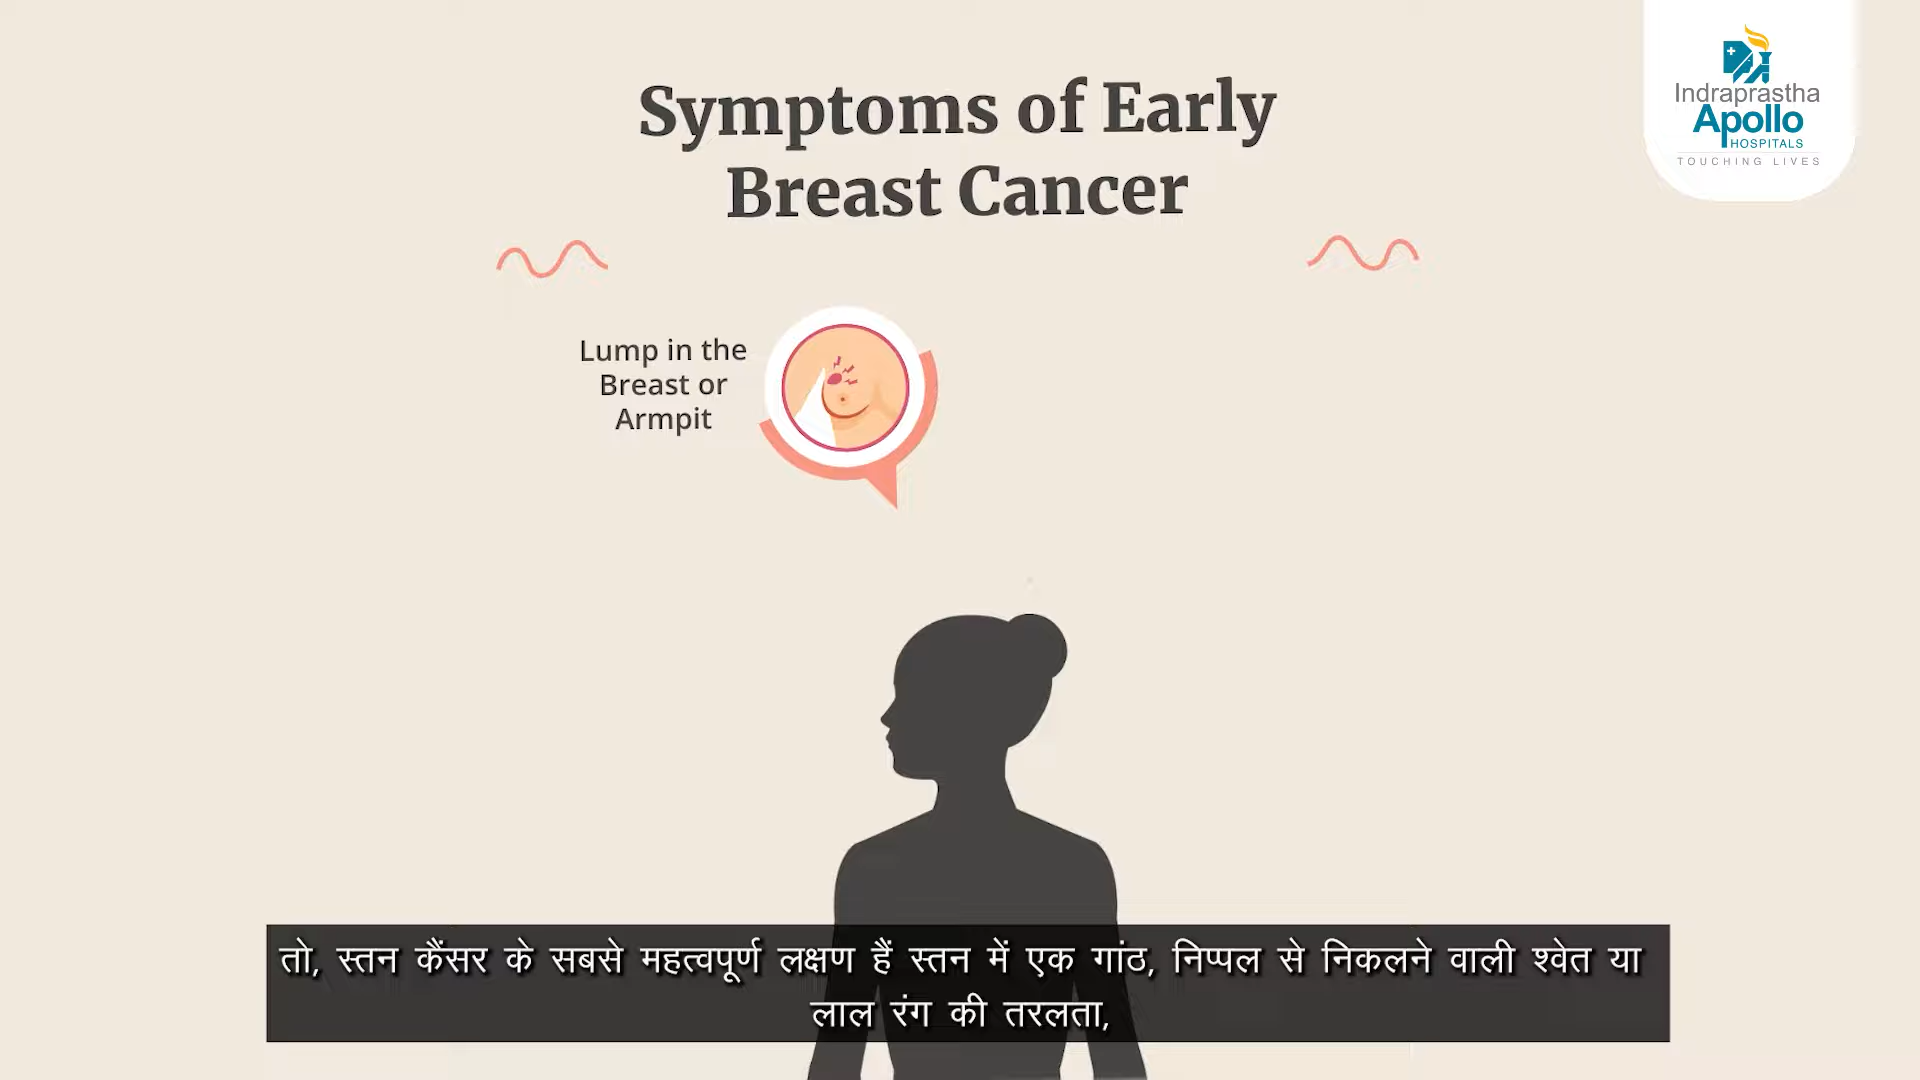 Symptoms of Early
Breast Cancer
Indraprastha
Apollo
HOSPITALS
TOUCHING LIVES
Lump in the
Breast or
Armpit
तो, स्तन कैंसर के सबसे महत्वपूर्ण लक्षण हैं स्तन में एक गांठ, निप्पल से निकलने वाली श्वेत या
लाल रंग की तरलता,